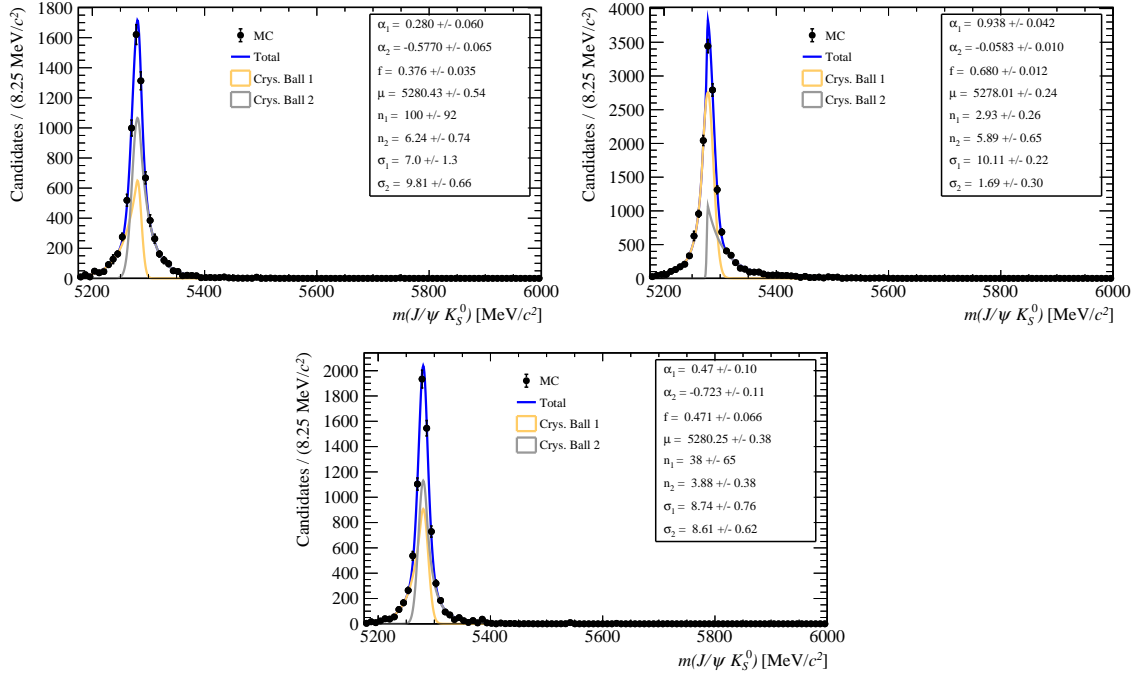 Candidates / (8.25 MeV/c²)
1800
1600
1400
1200
1000
800
600
400
200
0
5200 5400 5600 5800 6000
m(J/ψ K_S^0) [MeV/c²]
MC
Total
Crys. Ball 1
Crys. Ball 2
α₁ = 0.280 +/- 0.060
α₂ = -0.5770 +/- 0.065
f = 0.376 +/- 0.035
μ = 5280.43 +/- 0.54
n₁ = 100 +/- 92
n₂ = 6.24 +/- 0.74
σ₁ = 7.0 +/- 1.3
σ₂ = 9.81 +/- 0.66
Candidates / (8.25 MeV/c²)
4000
3500
3000
2500
2000
1500
1000
500
0
5200 5400 5600 5800 6000
m(J/ψ K_S^0) [MeV/c²]
MC
Total
Crys. Ball 1
Crys. Ball 2
α₁ = 0.938 +/- 0.042
α₂ = -0.0583 +/- 0.010
f = 0.680 +/- 0.012
μ = 5278.01 +/- 0.24
n₁ = 2.93 +/- 0.26
n₂ = 5.89 +/- 0.65
σ₁ = 10.11 +/- 0.22
σ₂ = 1.69 +/- 0.30
Candidates / (8.25 MeV/c²)
2000
1800
1600
1400
1200
1000
800
600
400
200
0
5200 5400 5600 5800 6000
m(J/ψ K_S^0) [MeV/c²]
MC
Total
Crys. Ball 1
Crys. Ball 2
α₁ = 0.47 +/- 0.10
α₂ = -0.723 +/- 0.11
f = 0.471 +/- 0.066
μ = 5280.25 +/- 0.38
n₁ = 38 +/- 65
n₂ = 3.88 +/- 0.38
σ₁ = 8.74 +/- 0.76
σ₂ = 8.61 +/- 0.62